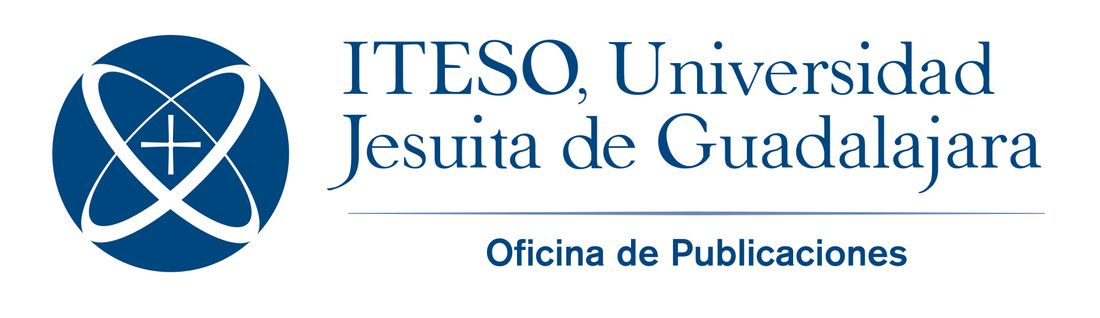 ITESO, Universidad
Jesuita de Guadalajara
Oficina de Publicaciones